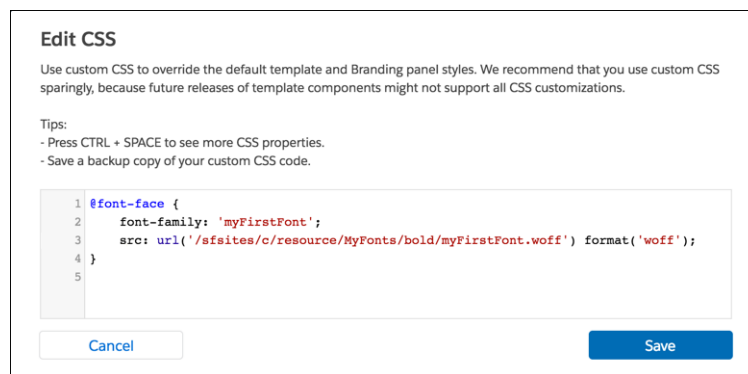 Edit CSS
Use custom CSS to override the default template and Branding panel styles. We recommend that you use custom CSS
sparingly, because future releases of template components might not support all CSS customizations.
Tips:
- Press CTRL + SPACE to see more CSS properties.
- Save a backup copy of your custom CSS code.
1 @font-face {
2     font-family: 'myFirstFont';
3     src: url('/sfsites/c/resource/MyFonts/bold/myFirstFont.woff') format('woff');
4 }
5
Cancel Save